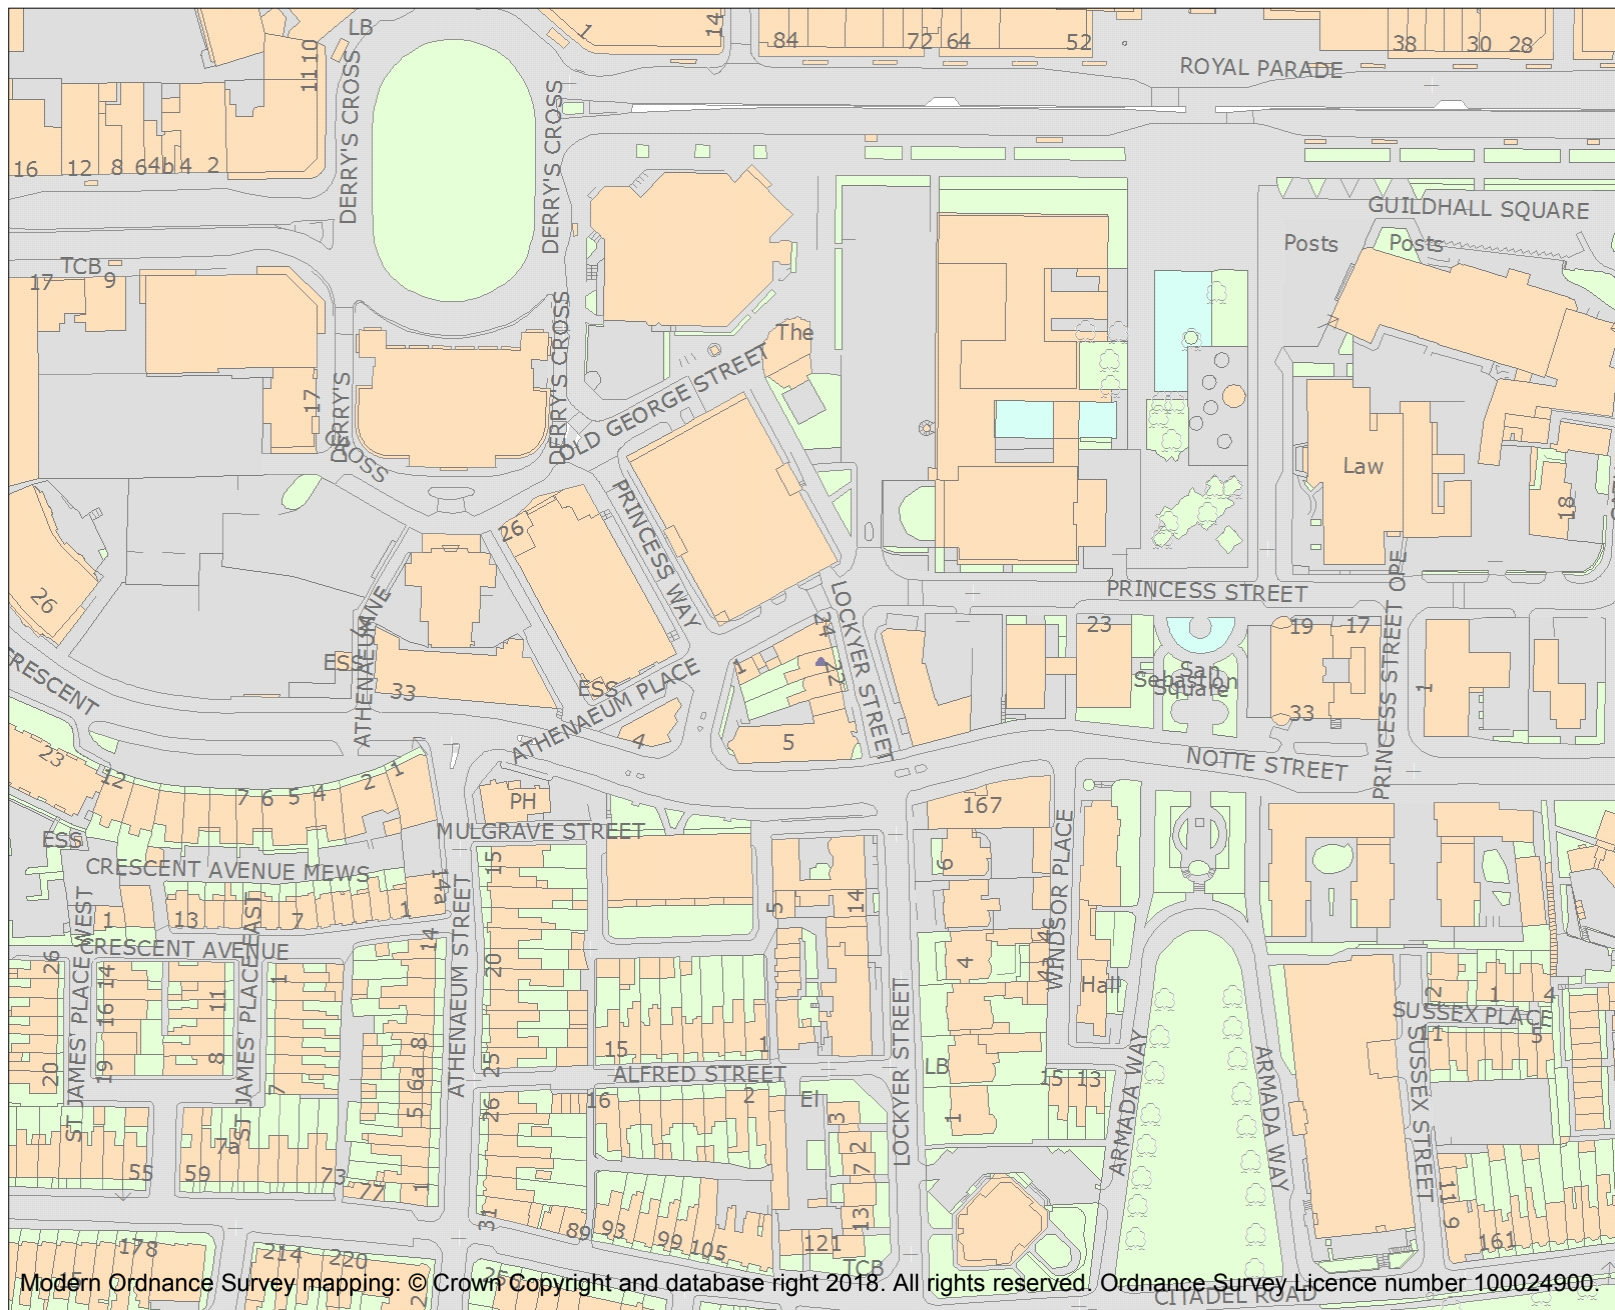 LB
1
14
84
72
64
52
38
30
28
ROYAL PARADE
11
10
DERRY'S CROSS
DERRY'S CROSS
16
12
8
6
4b
4
2
GUILDHALL SQUARE
Posts
Posts
TCB
17
9
The
DERRY'S CROSS
OLD GEORGE STREET
17
DERRY'S
CROSS
Law
18
26
PRINCESS WAY
26
PRINCESS STREET
PRINCESS STREET OPE
LOCKYER STREET
ATHENAEUM
LANE
24
23
19
17
ESS
33
ESS
1
22
San
Sebastion
Square
1
CRESCENT
ATHENAEUM PLACE
4
5
33
NOTTE STREET
23
12
7
6
5
4
2
1
PH
167
MULGRAVE STREET
ESS
CRESCENT AVENUE MEWS
15
6
WINDSOR PLACE
14a
1
13
7
1
5
14
ST JAMES' PLACE WEST
ST JAMES' PLACE EAST
ATHENAEUM STREET
CRESCENT AVENUE
14
26
14
16
11
1
20
4
Hall
LOCKYER STREET
SUSSEX PLACE
2
1
4
11
5
20
19
8
7
8
6a
5
25
15
1
ALFRED STREET
LB
15
13
ARMADA WAY
ARMADA WAY
SUSSEX STREET
26
16
2
El
3
1
2
7
7a
55
59
73
77
1
31
89
93
99
105
13
121
TCB
11
9
161
178
214
220
256
15
CITADEL ROAD
Modern Ordnance Survey mapping: © Crown Copyright and database right 2018. All rights reserved. Ordnance Survey Licence number 100024900.